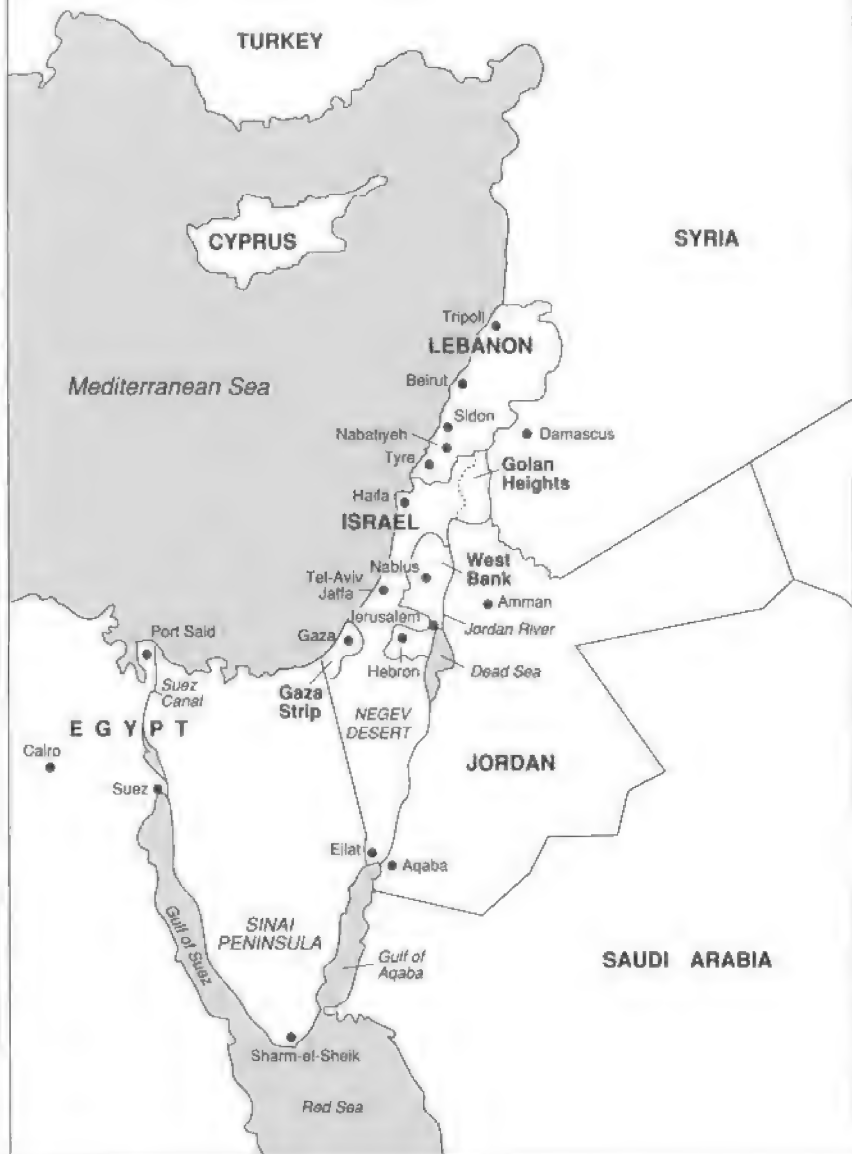 TURKEY
CYPRUS
SYRIA
Tripoli
LEBANON
Mediterranean Sea
Beirut
Sidon
Nabatiyeh
Damascus
Tyre
Golan
Heights
Haifa
ISRAEL
West
Bank
Nablus
Tel-Aviv
Jaffa
Amman
Jerusalem
Jordan River
Port Said
Gaza
Hebron
Dead Sea
Suez
Canal
Gaza
Strip
NEGEV
DESERT
EGYPT
Cairo
JORDAN
Suez
Eilat
Aqaba
SINAI
PENINSULA
Gulf of Suez
Gulf of
Aqaba
SAUDI ARABIA
Sharm-el-Sheik
Red Sea